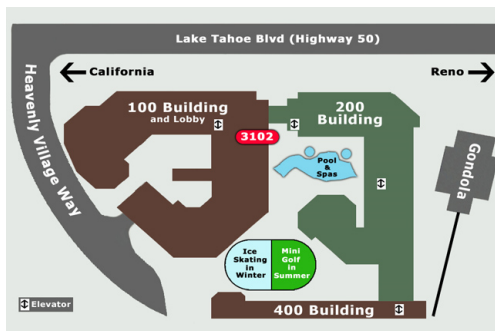 Lake Tahoe Blvd (Highway 50)
California
Reno
Heavenly Village Way
100 Building
and Lobby
200
Building
3102
Pool
&
Spas
Gondola
Ice
Skating
in
Winter
Mini
Golf
in
Summer
Elevator
400 Building